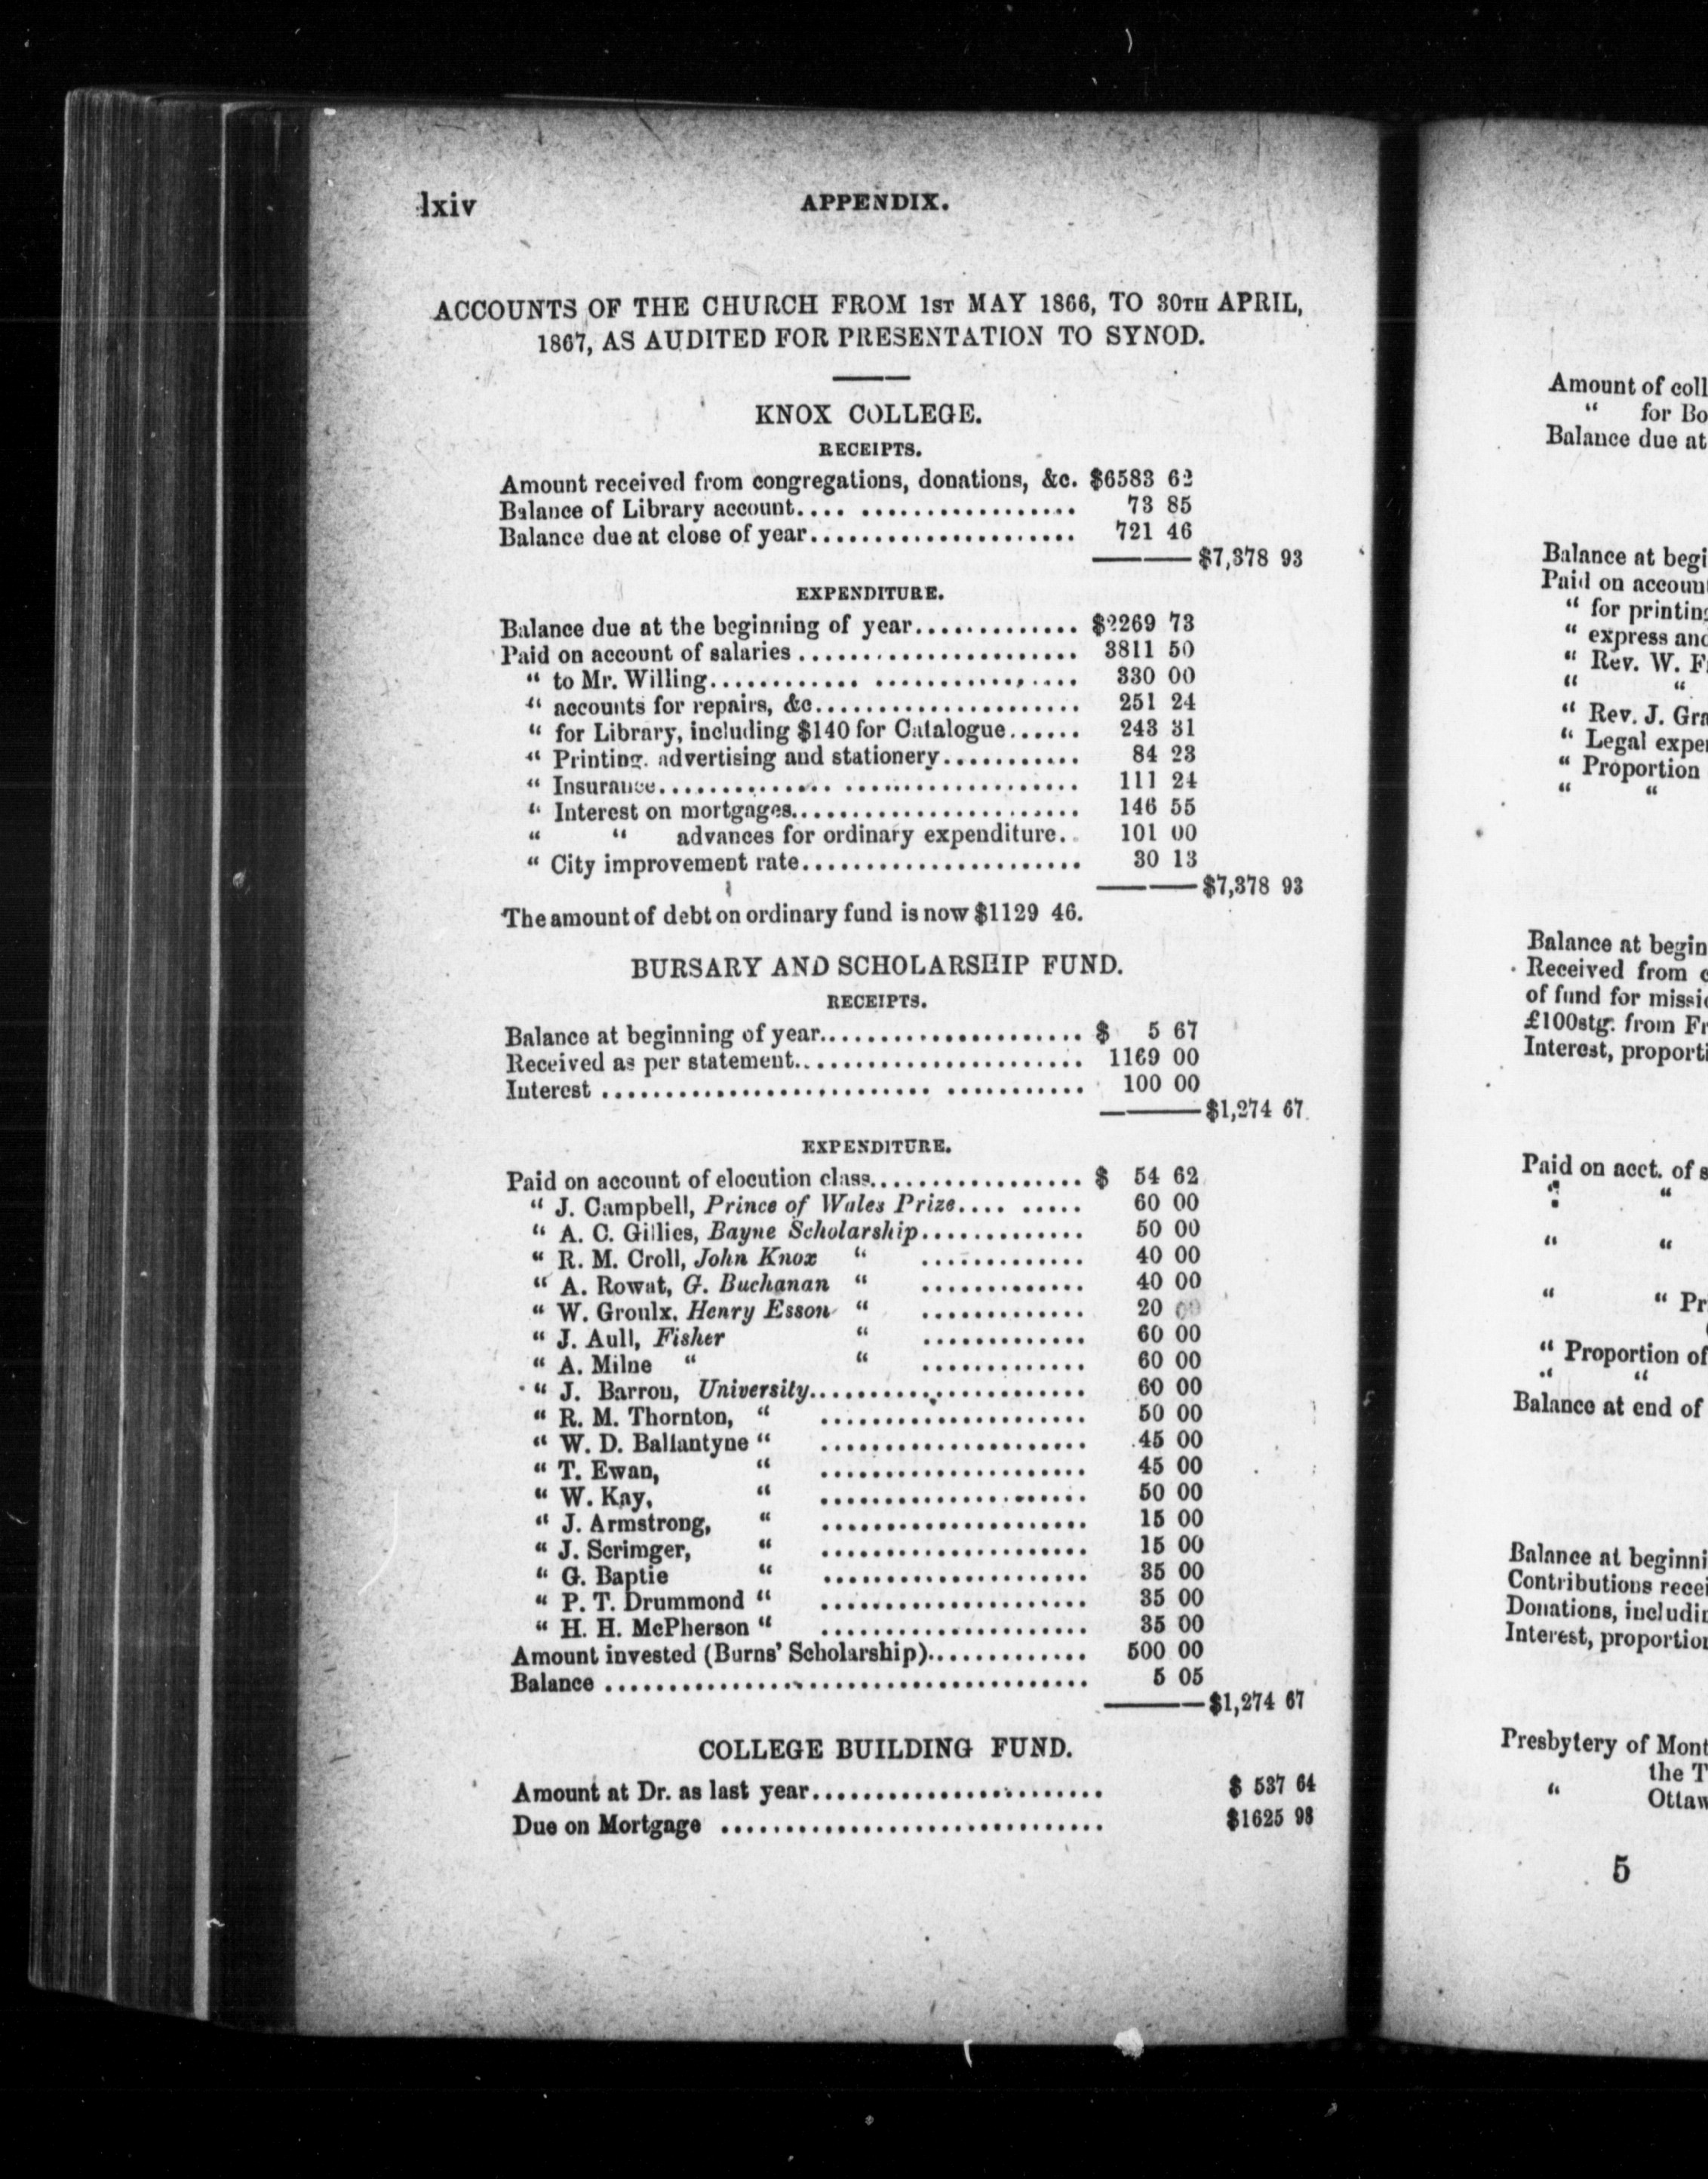 lxiv
APPENDIX.
ACCOUNTS OF THE CHURCH FROM 1ST MAY 1866, TO 30TH APRIL,
1867, AS AUDITED FOR PRESENTATION TO SYNOD.
KNOX COLLEGE.
RECEIPTS.
Amount received from congregations, donations, &c. $6583 62
Balance of Library account.... ................. 73 85
Balance due at close of year..................... 721 46
$7,378 93
EXPENDITURE.
Balance due at the beginning of year............. $2269 73
Paid on account of salaries ...................... 3811 50
“ to Mr. Willing............ ................ 330 00
“ accounts for repairs, &c..................... 251 24
“ for Library, including $140 for Catalogue...... 243 31
“ Printing. advertising and stationery........... 84 23
“ Insurance.............. ................... 111 24
“ Interest on mortgages....................... 146 55
“ “ advances for ordinary expenditure.. 101 00
“ City improvement rate...................... 30 13
$7,378 93
The amount of debt on ordinary fund is now $1129 46.
BURSARY AND SCHOLARSHIP FUND.
RECEIPTS.
Balance at beginning of year..................... $ 5 67
Received as per statement....................... 1169 00
Interest .......................... ........... 100 00
$1,274 67
EXPENDITURE.
Paid on account of elocution class................. $ 54 62
“ J. Campbell, Prince of Wales Prize.... ..... 60 00
“ A. C. Gillies, Bayne Scholarship............. 50 00
“ R. M. Croll, John Knox “ ............. 40 00
“ A. Rowat, G. Buchanan “ ............. 40 00
“ W. Groulx. Henry Esson “ ............. 20 00
“ J. Aull, Fisher “ ............. 60 00
“ A. Milne “ “ ............. 60 00
“ J. Barron, University...................... 60 00
“ R. M. Thornton, “ ..................... 50 00
“ W. D. Ballantyne “ ..................... 45 00
“ T. Ewan, “ ..................... 45 00
“ W. Kay, “ ..................... 50 00
“ J. Armstrong, “ ..................... 15 00
“ J. Scrimger, “ ..................... 15 00
“ G. Baptie “ ..................... 35 00
“ P. T. Drummond “ ..................... 35 00
“ H. H. McPherson “ ..................... 35 00
Amount invested (Burns' Scholarship)............. 500 00
Balance ...................................... 5 05
$1,274 67
COLLEGE BUILDING FUND.
Amount at Dr. as last year....................... $ 537 64
Due on Mortgage .............................. $1625 98
Amount of coll
“ for Bo
Balance due at
Balance at begi
Paid on accoun
“ for printing
“ express and
“ Rev. W. F
“ “
“ Rev. J. Gra
“ Legal expe
“ Proportion
“ “
Balance at begin
Received from c
of fund for missi
£100stg. from Fr
Interest, proporti
Paid on acct. of s
“ “
“ “
“ “ Pr
“ Proportion of
“ “
Balance at end of
Balance at beginni
Contributions recei
Donations, includin
Interest, proportion
Presbytery of Mont
the T
“ Ottaw
5